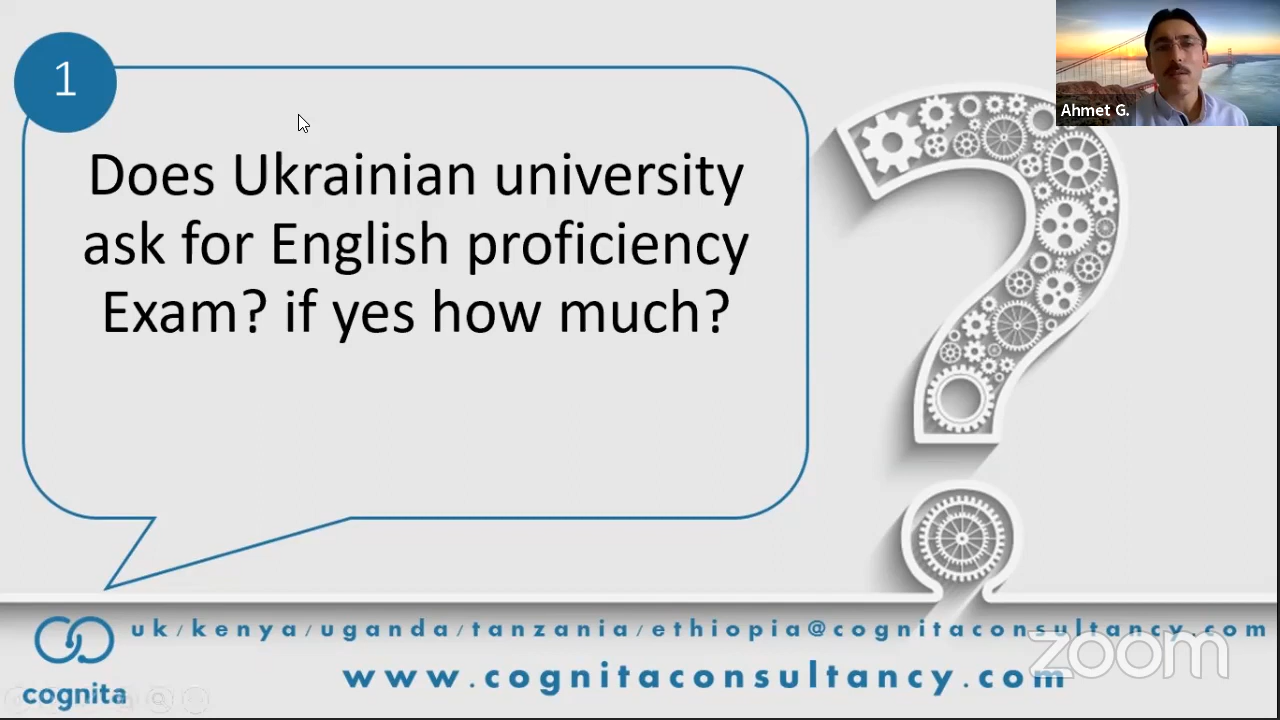 1
Ahmet G.
Does Ukrainian university
ask for English proficiency
Exam? if yes how much?
uk/kenya/uganda/tanzania/ethiopia@cognitaconsultancy.com
zoom
www.cognitaconsultancy.com
cognita